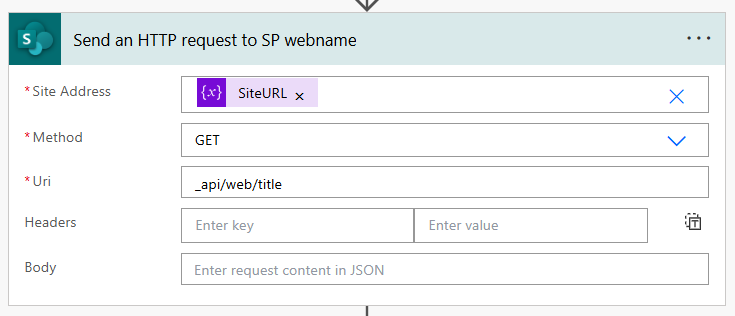 Send an HTTP request to SP webname
* Site Address
{x} SiteURL ×
* Method
GET
* Uri
_api/web/title
Headers
Enter key
Enter value
Body
Enter request content in JSON